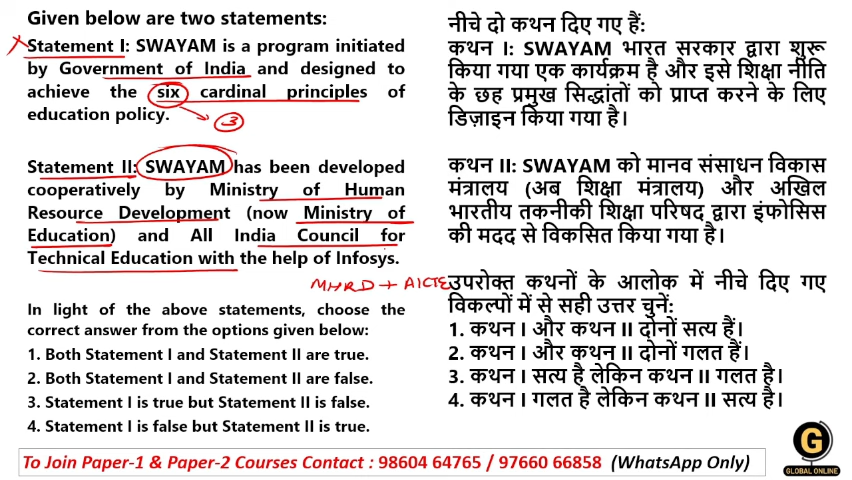 Given below are two statements:
Statement I: SWAYAM is a program initiated
by Government of India and designed to
achieve the six cardinal principles of
education policy.
3
Statement II: SWAYAM has been developed
cooperatively by Ministry of Human
Resource Development (now Ministry of
Education) and All India Council for
Technical Education with the help of Infosys.
MHRD + AICTE
In light of the above statements, choose the
correct answer from the options given below:
1. Both Statement I and Statement II are true.
2. Both Statement I and Statement II are false.
3. Statement I is true but Statement II is false.
4. Statement I is false but Statement II is true.
नीचे दो कथन दिए गए हैं:
कथन I: SWAYAM भारत सरकार द्वारा शुरू
किया गया एक कार्यक्रम है और इसे शिक्षा नीति
के छह प्रमुख सिद्धांतों को प्राप्त करने के लिए
डिज़ाइन किया गया है।
कथन II: SWAYAM को मानव संसाधन विकास
मंत्रालय (अब शिक्षा मंत्रालय) और अखिल
भारतीय तकनीकी शिक्षा परिषद द्वारा इंफोसिस
की मदद से विकसित किया गया है।
उपरोक्त कथनों के आलोक में नीचे दिए गए
विकल्पों में से सही उत्तर चुनें:
1. कथन I और कथन II दोनों सत्य हैं।
2. कथन I और कथन II दोनों गलत हैं।
3. कथन I सत्य है लेकिन कथन II गलत है।
4. कथन I गलत है लेकिन कथन II सत्य है।
To Join Paper-1 & Paper-2 Courses Contact : 98604 64765 / 97660 66858 (WhatsApp Only)
G
GLOBAL ONLINE